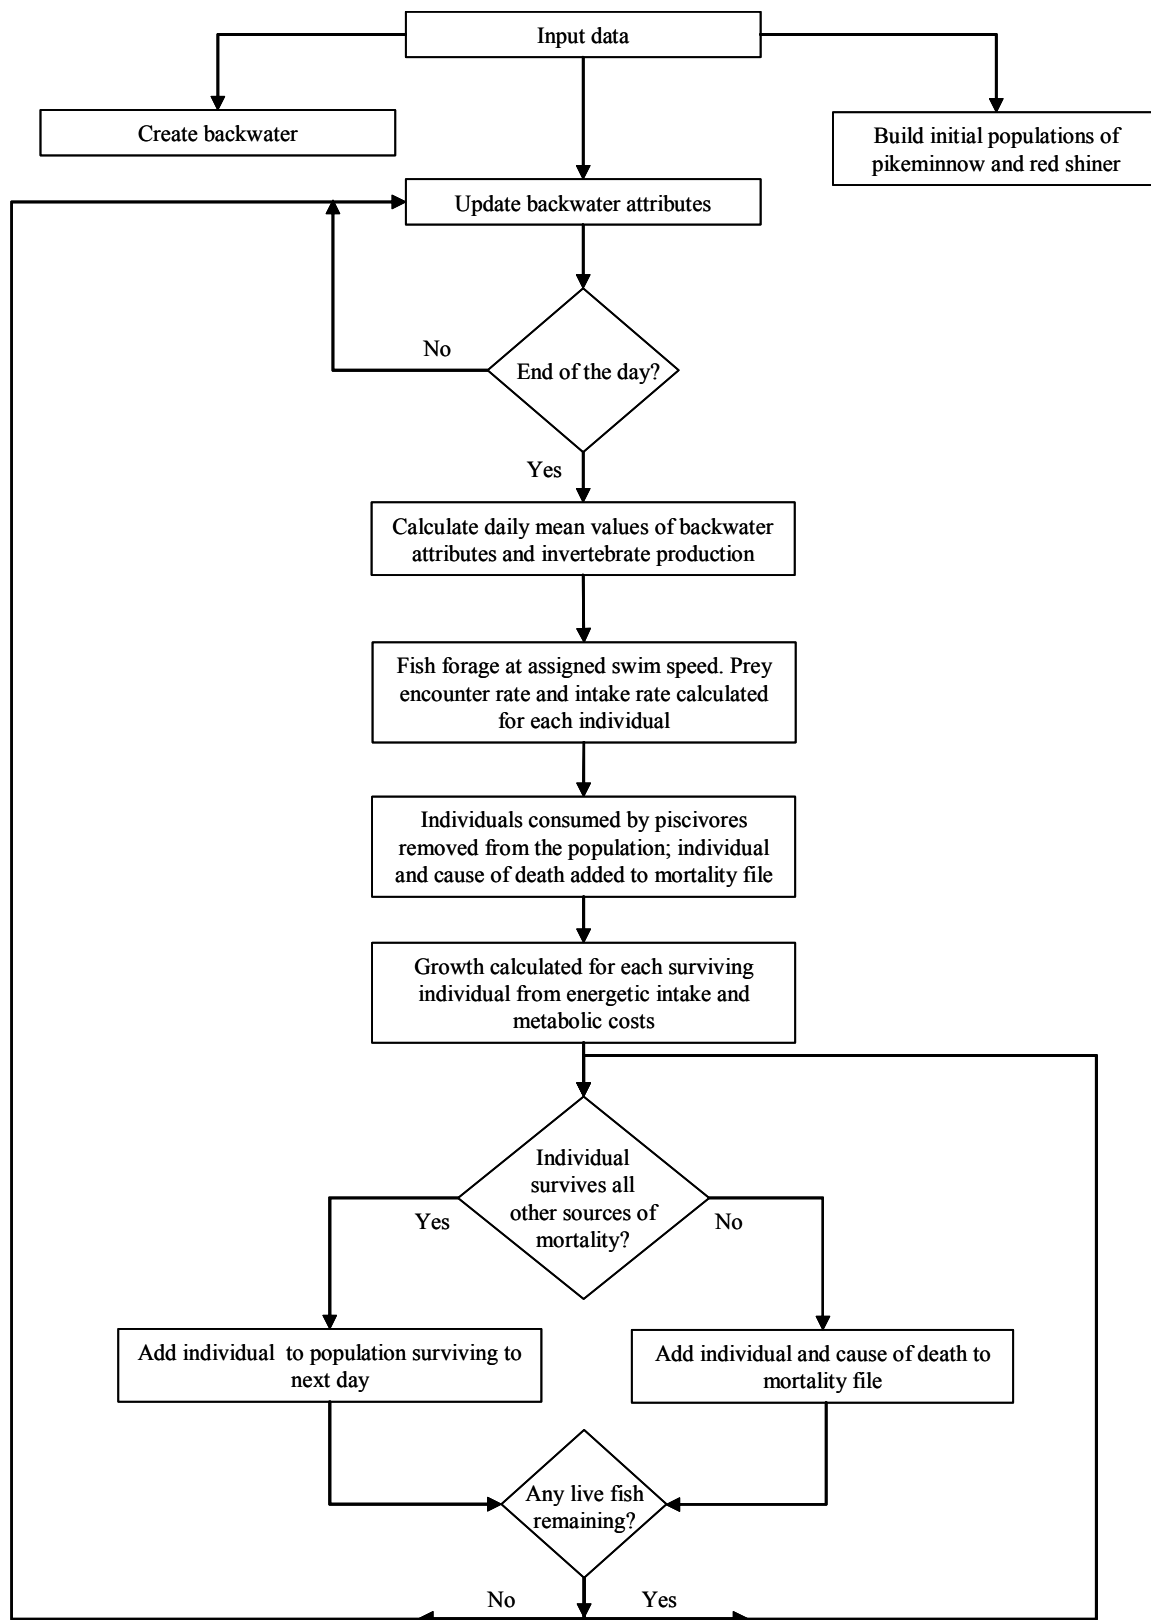 Input data
Create backwater
Build initial populations of
pikeminnow and red shiner
Update backwater attributes
No
End of the day?
Yes
Calculate daily mean values of backwater
attributes and invertebrate production
Fish forage at assigned swim speed. Prey
encounter rate and intake rate calculated
for each individual
Individuals consumed by piscivores
removed from the population; individual
and cause of death added to mortality file
Growth calculated for each surviving
individual from energetic intake and
metabolic costs
Individual
survives all
other sources of
mortality?
Yes
No
Add individual to population surviving to
next day
Add individual and cause of death to
mortality file
Any live fish
remaining?
No
Yes